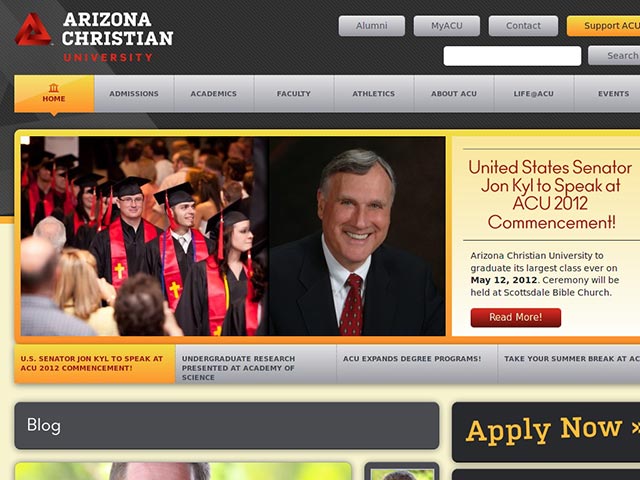 ARIZONA
CHRISTIAN
UNIVERSITY
Alumni
MyACU
Contact
Support ACU
Search
HOME
ADMISSIONS
ACADEMICS
FACULTY
ATHLETICS
ABOUT ACU
LIFE@ACU
EVENTS
United States Senator
Jon Kyl to Speak at
ACU 2012
Commencement!
Arizona Christian University to
graduate its largest class ever on
May 12, 2012. Ceremony will be
held at Scottsdale Bible Church.
Read More!
U.S. SENATOR JON KYL TO SPEAK AT
ACU 2012 COMMENCEMENT!
UNDERGRADUATE RESEARCH
PRESENTED AT ACADEMY OF
SCIENCE
ACU EXPANDS DEGREE PROGRAMS!
TAKE YOUR SUMMER BREAK AT AC
Blog
Apply Now »